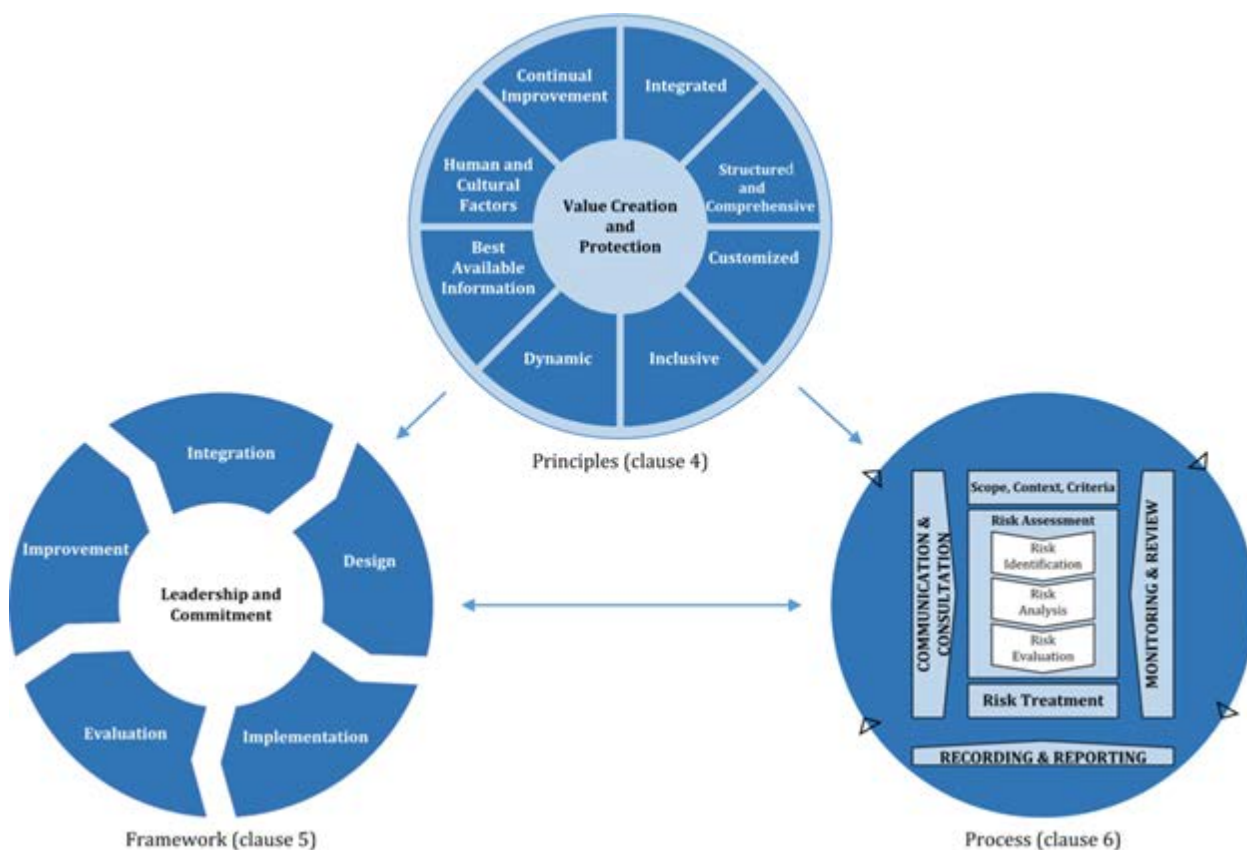 Continual
Improvement
Integrated
Human and
Cultural
Factors
Structured
and
Comprehensive
Value Creation
and
Protection
Best
Available
Information
Customized
Dynamic
Inclusive
Principles (clause 4)
Integration
Improvement
Design
Leadership and
Commitment
Evaluation
Implementation
Framework (clause 5)
Scope, Context, Criteria
COMMUNICATION &
CONSULTATION
Risk Assessment
Risk
Identification
Risk
Analysis
Risk
Evaluation
MONITORING & REVIEW
Risk Treatment
RECORDING & REPORTING
Process (clause 6)